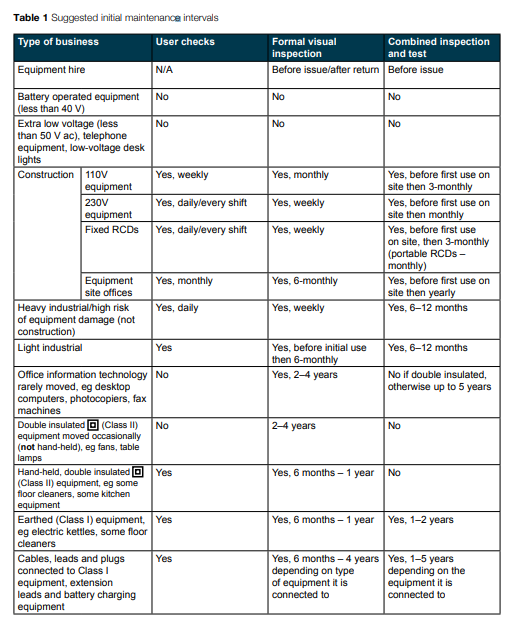 Table 1 Suggested initial maintenance intervals
Type of business User checks Formal visual inspection Combined inspection and test
Equipment hire N/A Before issue/after return Before issue
Battery operated equipment (less than 40 V) No No No
Extra low voltage (less than 50 V ac), telephone equipment, low-voltage desk lights No No No
Construction 110V equipment Yes, weekly Yes, monthly Yes, before first use on site then 3-monthly
230V equipment Yes, daily/every shift Yes, weekly Yes, before first use on site then monthly
Fixed RCDs Yes, daily/every shift Yes, weekly Yes, before first use on site, then 3-monthly (portable RCDs – monthly)
Equipment site offices Yes, monthly Yes, 6-monthly Yes, before first use on site then yearly
Heavy industrial/high risk of equipment damage (not construction) Yes, daily Yes, weekly Yes, 6–12 months
Light industrial Yes Yes, before initial use then 6-monthly Yes, 6–12 months
Office information technology rarely moved, eg desktop computers, photocopiers, fax machines No Yes, 2–4 years No if double insulated, otherwise up to 5 years
Double insulated (Class II) equipment moved occasionally (not hand-held), eg fans, table lamps No 2–4 years No
Hand-held, double insulated (Class II) equipment, eg some floor cleaners, some kitchen equipment Yes Yes, 6 months – 1 year No
Earthed (Class I) equipment, eg electric kettles, some floor cleaners Yes Yes, 6 months – 1 year Yes, 1–2 years
Cables, leads and plugs connected to Class I equipment, extension leads and battery charging equipment Yes Yes, 6 months – 4 years depending on type of equipment it is connected to Yes, 1–5 years depending on the equipment it is connected to